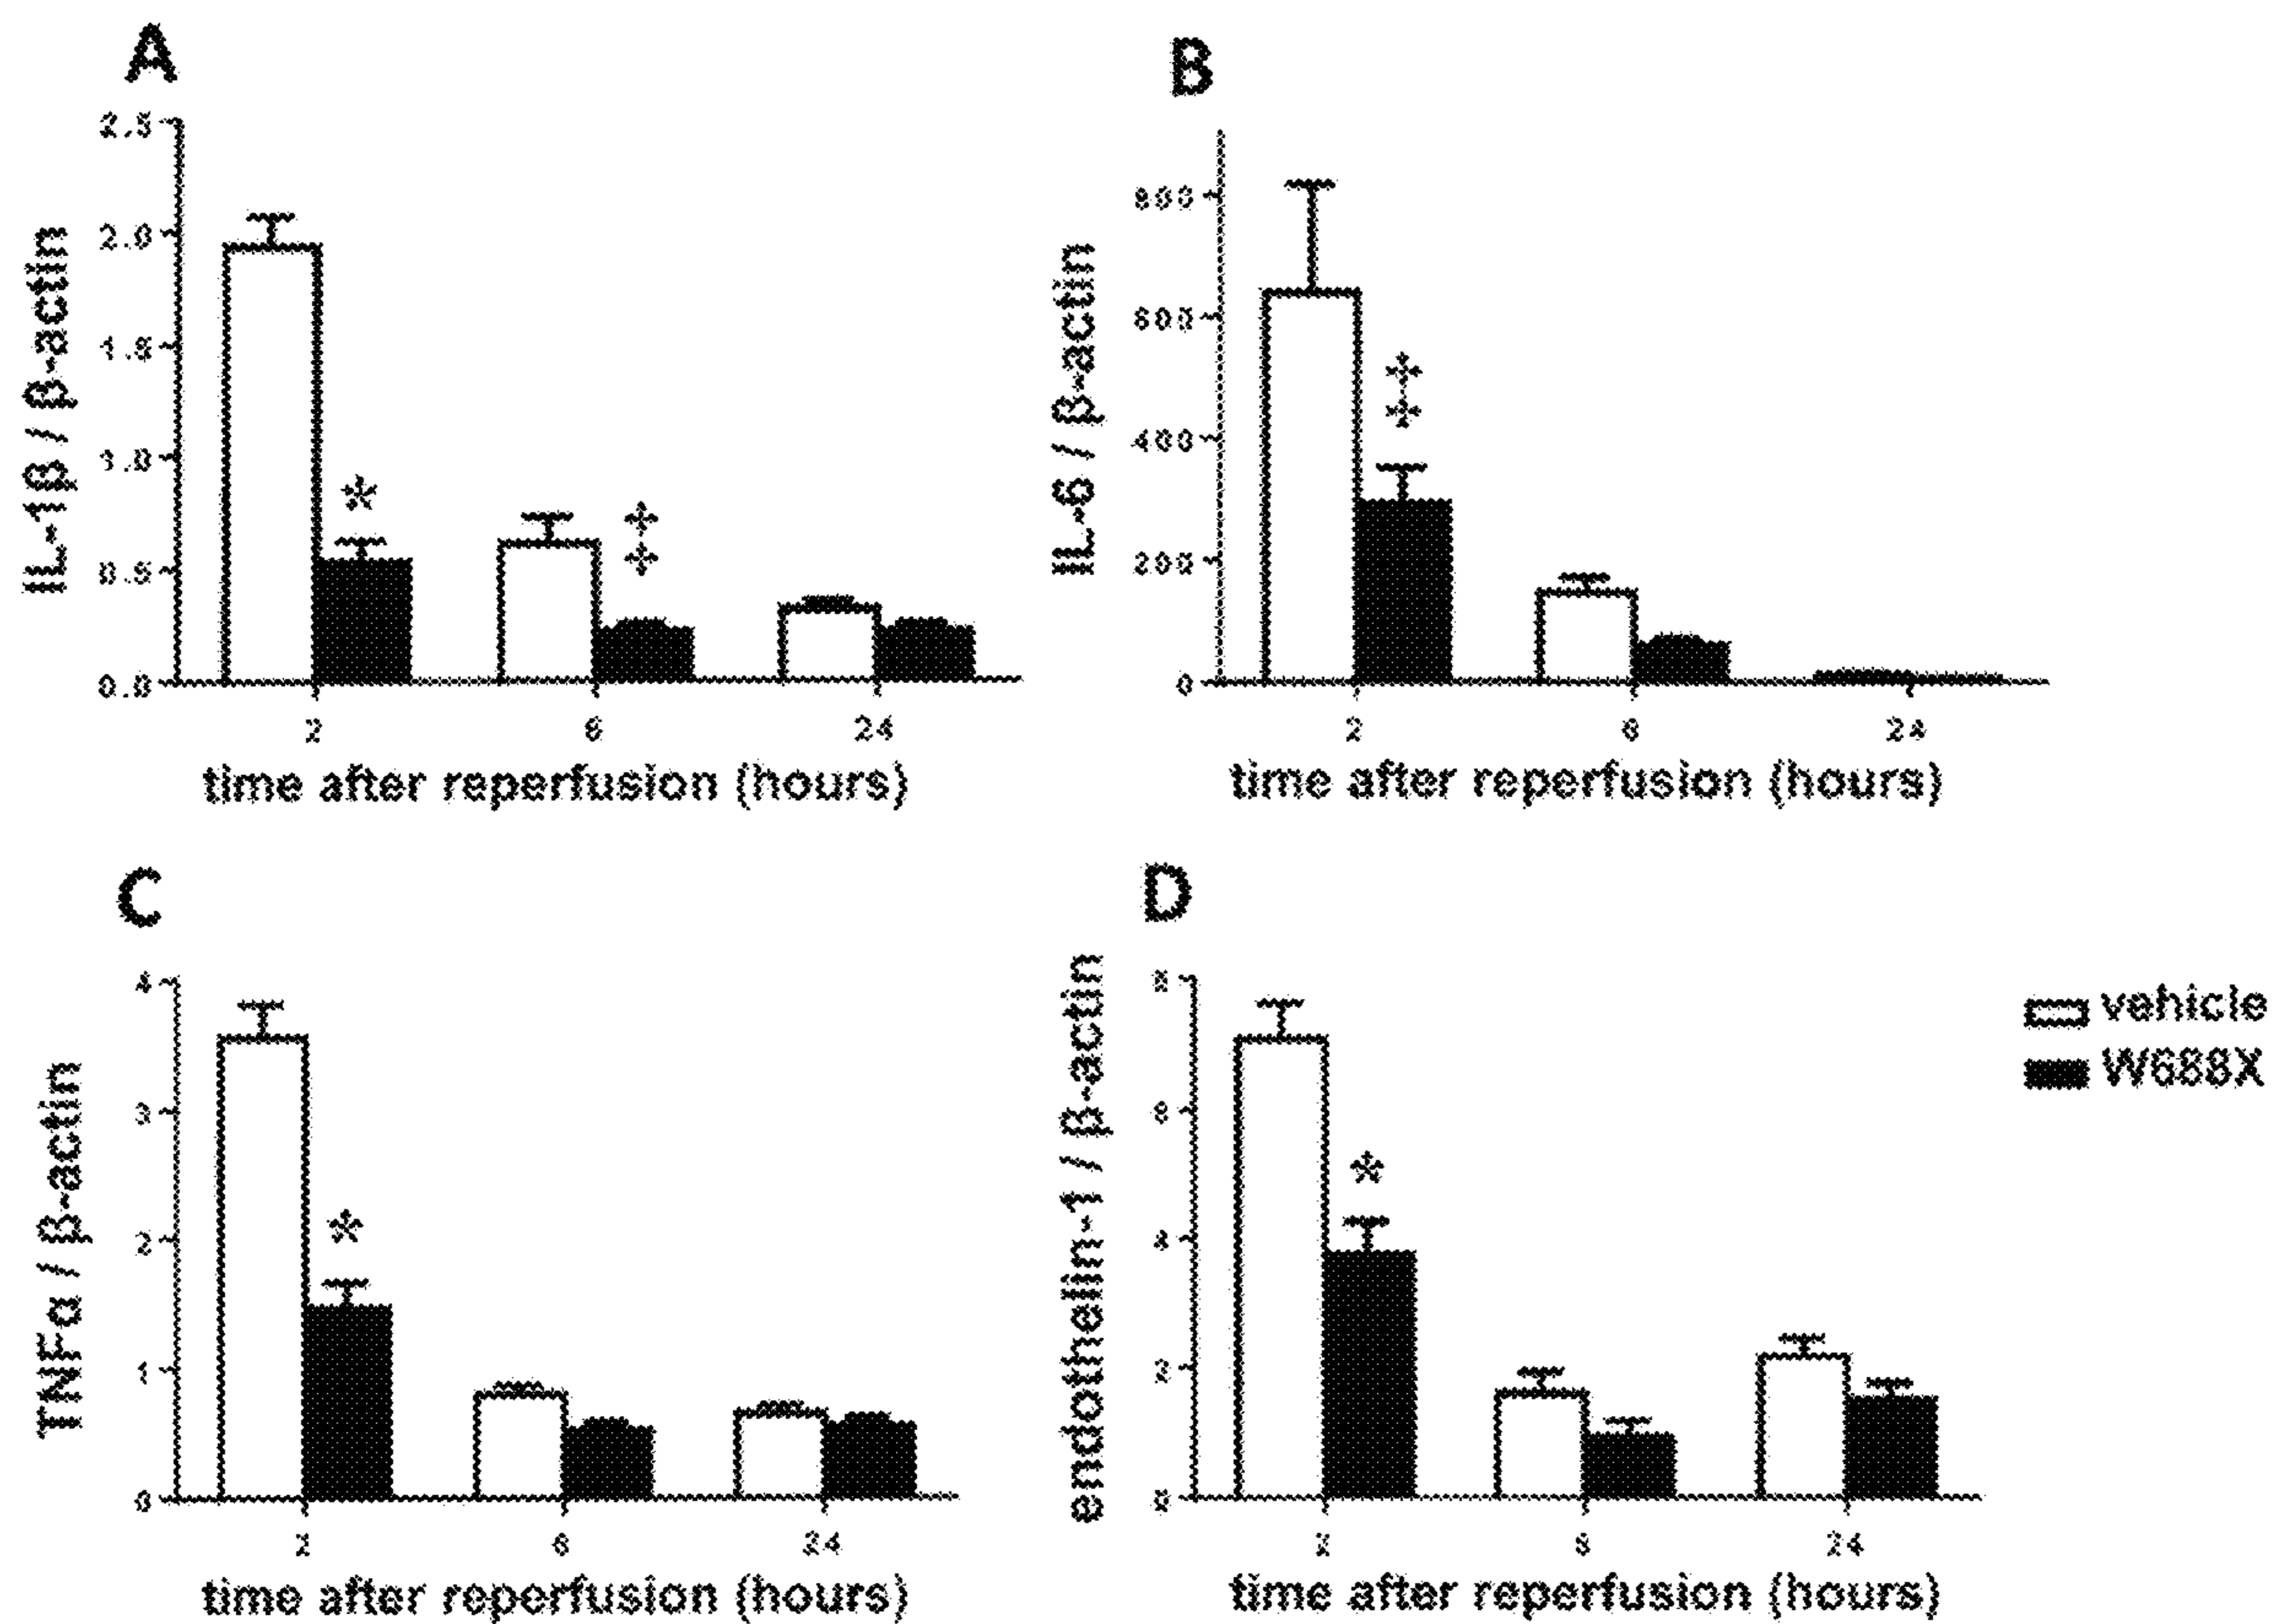 A
IL-1β / β-actin
2.5
2.0
1.5
1.0
0.5
0.0
*
‡
2
6
24
time after reperfusion (hours)
B
IL-6 / β-actin
800
600
400
200
0
‡
2
6
24
time after reperfusion (hours)
C
TNFα / β-actin
4
3
2
1
0
*
2
6
24
time after reperfusion (hours)
D
endothelin-1 / β-actin
8
6
4
2
0
*
2
6
24
time after reperfusion (hours)
vehicle
W688X